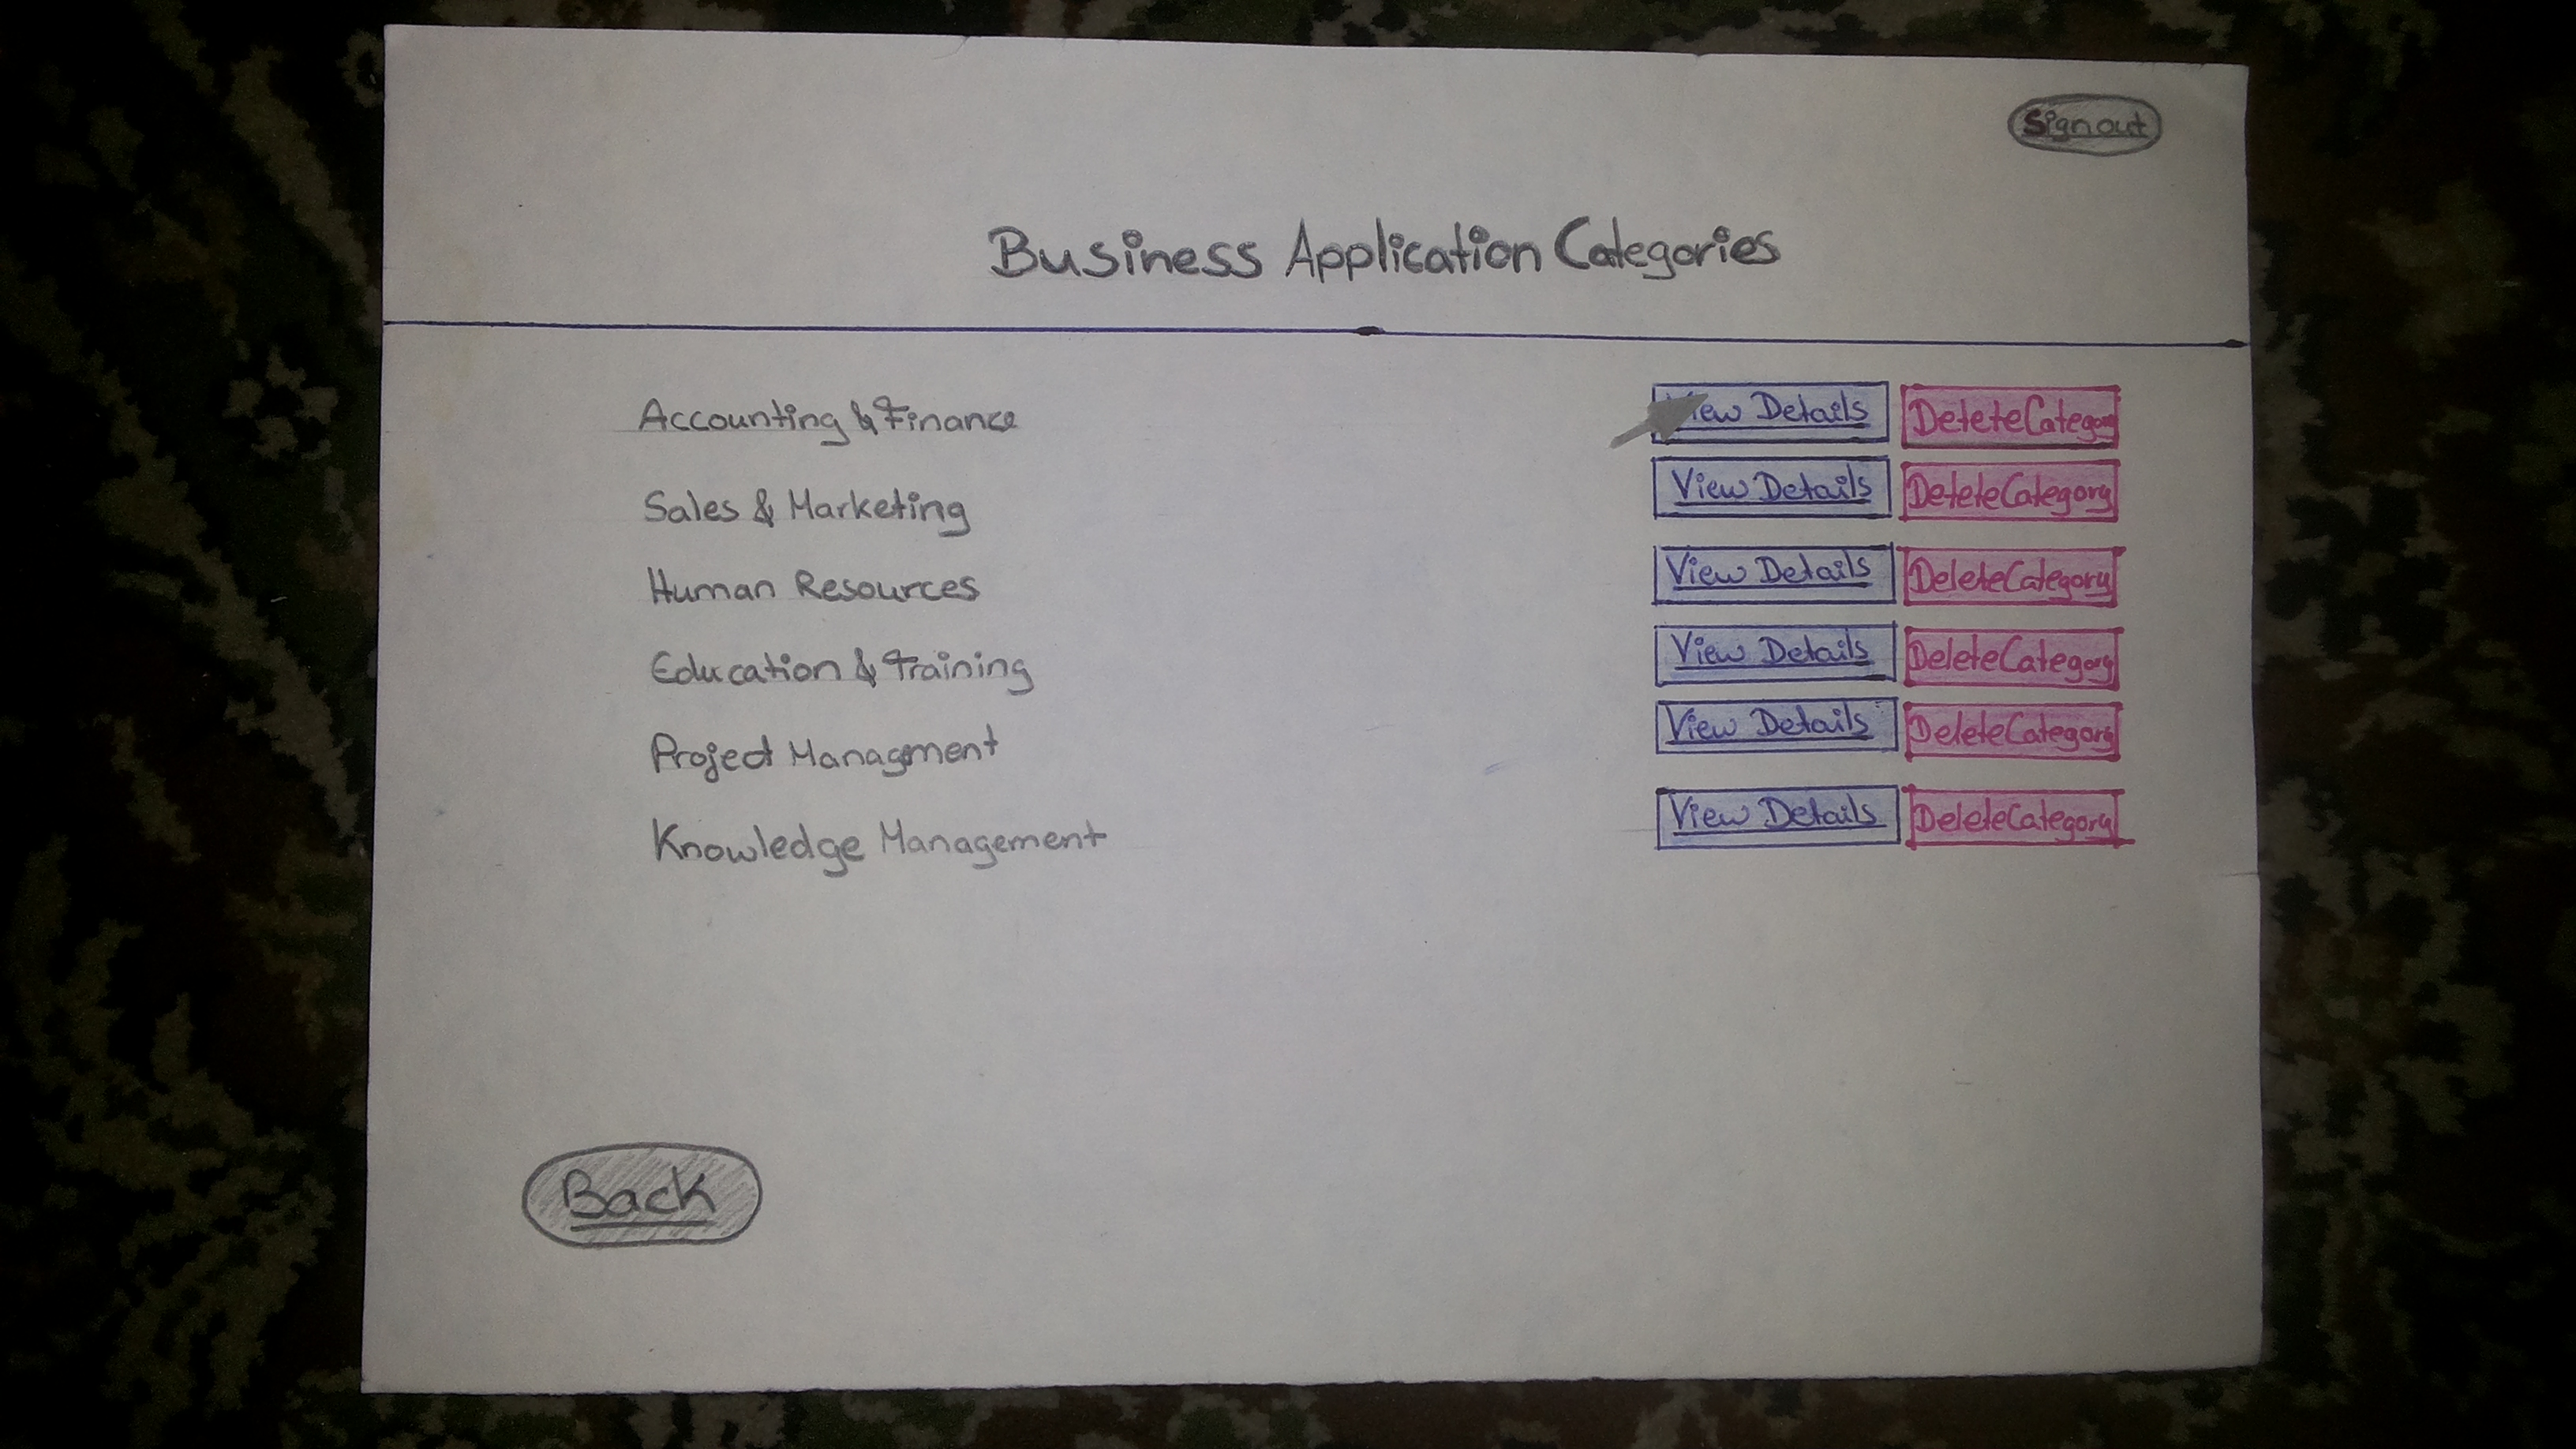 Signout
Business Application Categories
Accounting & Finance View Details Delete Category
Sales & Marketing View Details Delete Category
Human Resources View Details Delete Category
Education & Training View Details Delete Category
Project Managment View Details Delete Category
Knowledge Management View Details Delete Category
Back